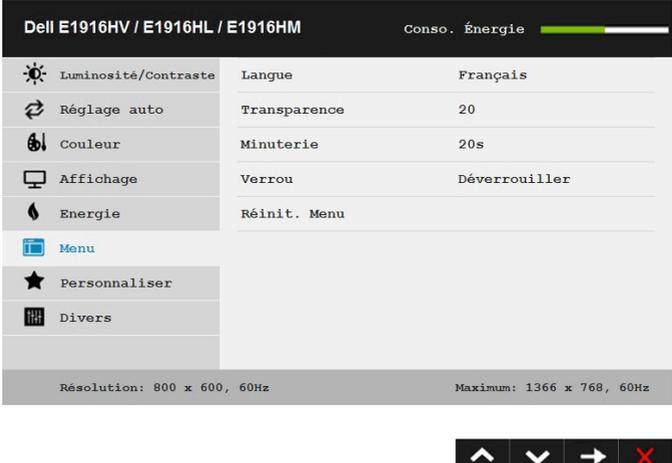 Dell E1916HV / E1916HL / E1916HM Conso. Énergie
Luminosité/Contraste Langue Français
Réglage auto Transparence 20
Couleur Minuterie 20s
Affichage Verrou Déverrouiller
Energie Réinit. Menu
Menu
Personnaliser
Divers
Résolution: 800 x 600, 60Hz Maximum: 1366 x 768, 60Hz